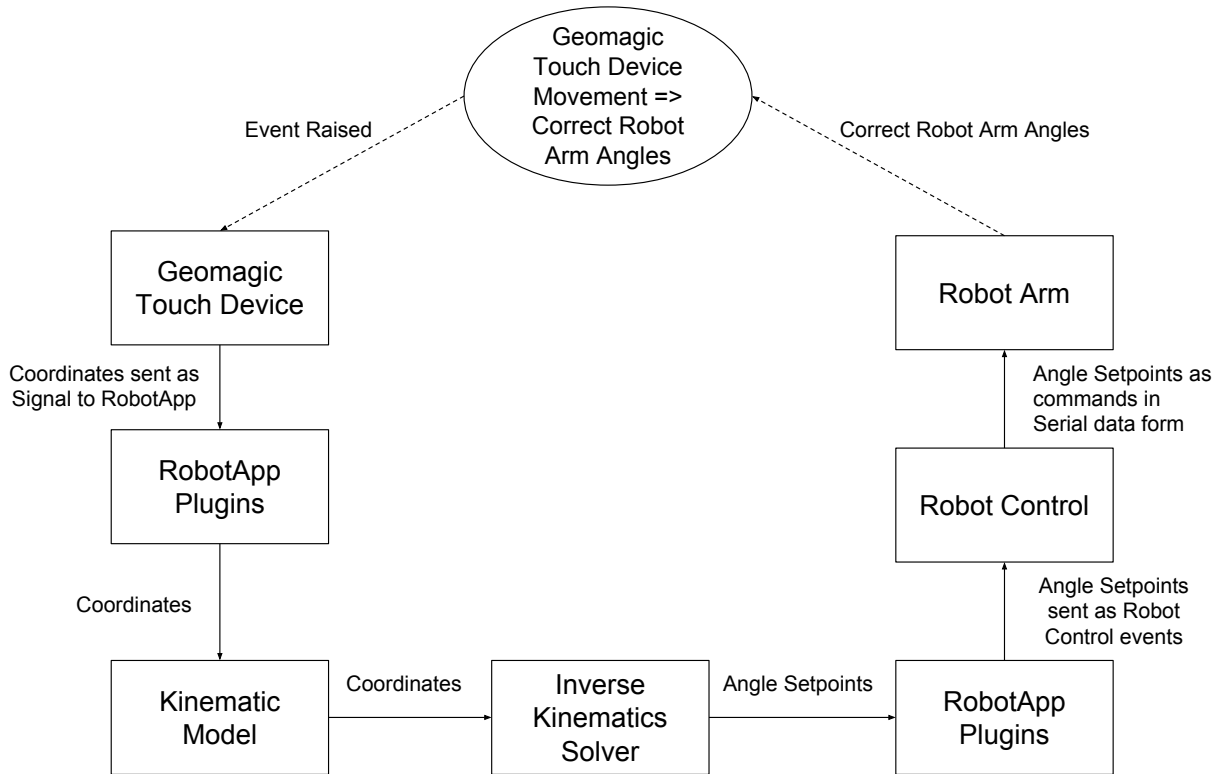 Geomagic
Touch Device
Movement =>
Correct Robot
Arm Angles
Event Raised
Correct Robot Arm Angles
Geomagic
Touch Device
Robot Arm
Coordinates sent as
Signal to RobotApp
Angle Setpoints as
commands in
Serial data form
RobotApp
Plugins
Robot Control
Coordinates
Angle Setpoints
sent as Robot
Control events
Kinematic
Model
Coordinates
Inverse
Kinematics
Solver
Angle Setpoints
RobotApp
Plugins